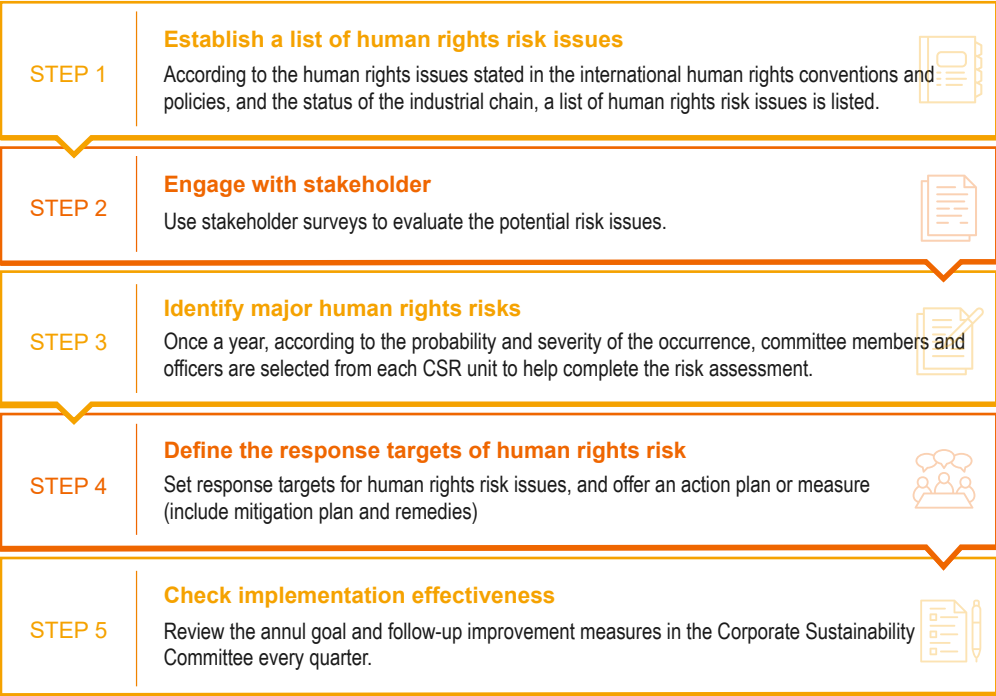 STEP 1
Establish a list of human rights risk issues
According to the human rights issues stated in the international human rights conventions and
policies, and the status of the industrial chain, a list of human rights risk issues is listed.
STEP 2
Engage with stakeholder
Use stakeholder surveys to evaluate the potential risk issues.
STEP 3
Identify major human rights risks
Once a year, according to the probability and severity of the occurrence, committee members and
officers are selected from each CSR unit to help complete the risk assessment.
STEP 4
Define the response targets of human rights risk
Set response targets for human rights risk issues, and offer an action plan or measure
(include mitigation plan and remedies)
STEP 5
Check implementation effectiveness
Review the annul goal and follow-up improvement measures in the Corporate Sustainability
Committee every quarter.